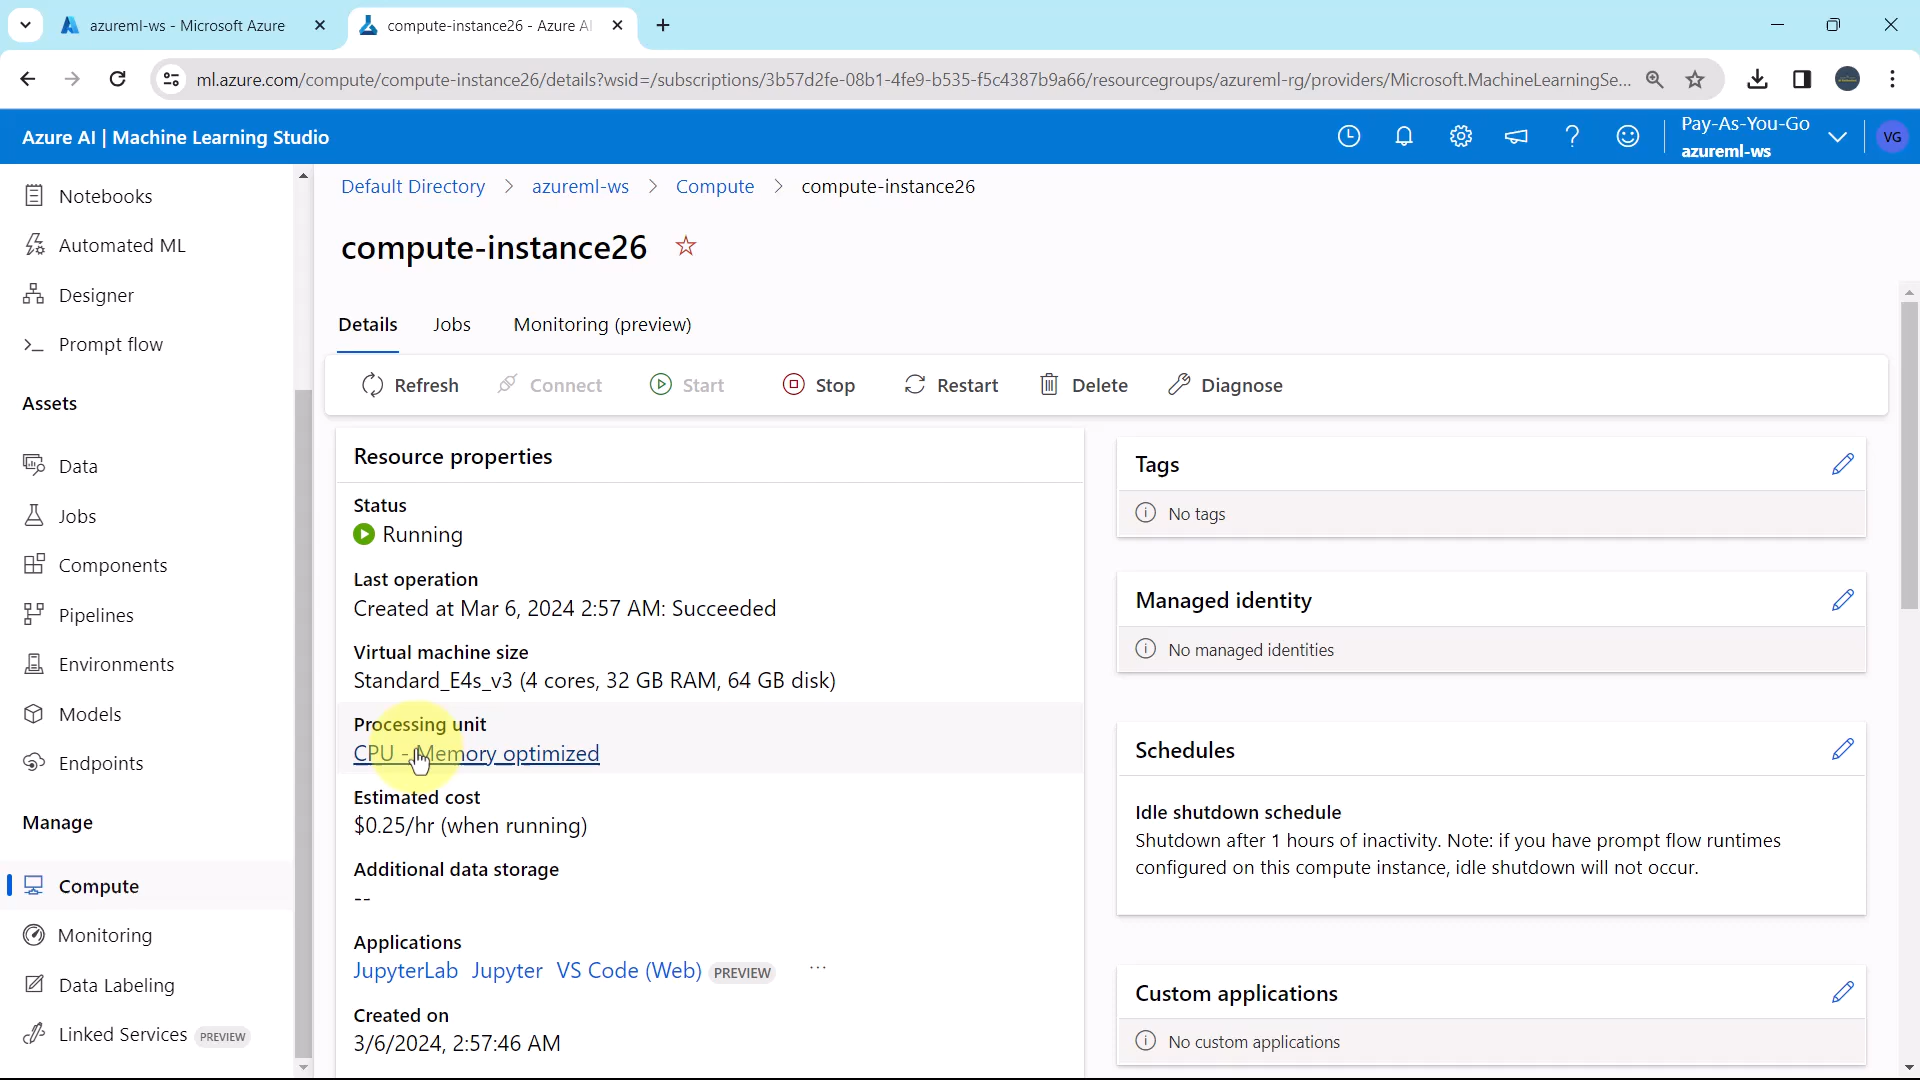 azureml-ws - Microsoft Azure
compute-instance26 - Azure AI
ml.azure.com/compute/compute-instance26/details?wsid=/subscriptions/3b57d2fe-08b1-4fe9-b535-f5c4387b9a66/resourcegroups/azureml-rg/providers/Microsoft.MachineLearningSe...
Azure AI | Machine Learning Studio
Pay-As-You-Go
azureml-ws
VG
Notebooks
Automated ML
Designer
Prompt flow
Assets
Data
Jobs
Components
Pipelines
Environments
Models
Endpoints
Manage
Compute
Monitoring
Data Labeling
Linked Services PREVIEW
Default Directory > azureml-ws > Compute > compute-instance26
compute-instance26
Details Jobs Monitoring (preview)
Refresh Connect Start Stop Restart Delete Diagnose
Resource properties
Status
Running
Last operation
Created at Mar 6, 2024 2:57 AM: Succeeded
Virtual machine size
Standard_E4s_v3 (4 cores, 32 GB RAM, 64 GB disk)
Processing unit
CPU - Memory optimized
Estimated cost
$0.25/hr (when running)
Additional data storage
--
Applications
JupyterLab Jupyter VS Code (Web) PREVIEW ...
Created on
3/6/2024, 2:57:46 AM
Tags
No tags
Managed identity
No managed identities
Schedules
Idle shutdown schedule
Shutdown after 1 hours of inactivity. Note: if you have prompt flow runtimes
configured on this compute instance, idle shutdown will not occur.
Custom applications
No custom applications